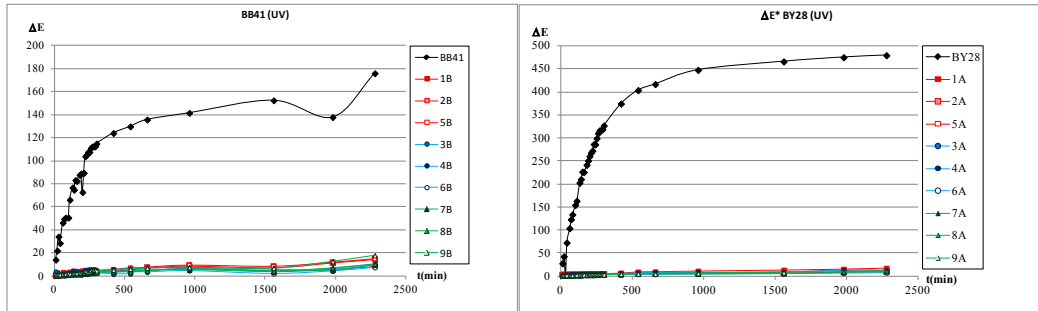 BB41 (UV)
ΔE
200
180
160
140
120
100
80
60
40
20
0
0 500 1000 1500 2000 2500
t(min)
BB41
1B
2B
5B
3B
4B
6B
7B
8B
9B
ΔE* BY28 (UV)
ΔE
500
450
400
350
300
250
200
150
100
50
0
0 500 1000 1500 2000 2500
t(min)
BY28
1A
2A
5A
3A
4A
6A
7A
8A
9A